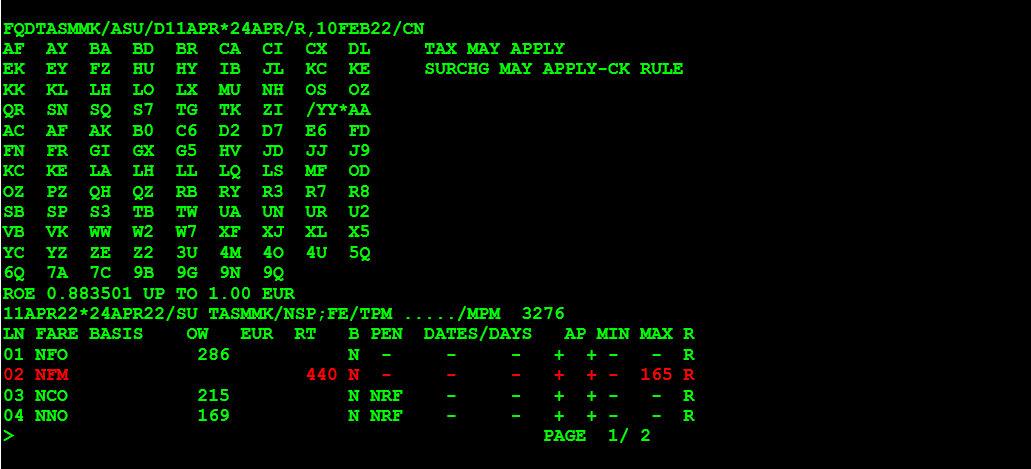 FQDTASMMK/ASU/D11APR*24APR/R,10FEB22/CN
AF AY BA BD BR CA CI CX DL TAX MAY APPLY
EK EY FZ HU HY IB JL KC KE SURCHG MAY APPLY-CK RULE
KK KL LH LO LX MU NH OS OZ
QR SN SQ S7 TG TK ZI /YY*AA
AC AF AK B0 C6 D2 D7 E6 FD
FN FR GI GX G5 HV JD JJ J9
KC KE LA LH LL LQ LS MF OD
OZ PZ QH QZ RB RY R3 R7 R8
SB SP S3 TB TW UA UN UR U2
VB VK WW W2 W7 XF XJ XL X5
YC YZ ZE Z2 3U 4M 4O 4U 5Q
6Q 7A 7C 9B 9G 9N 9Q
ROE 0.883501 UP TO 1.00 EUR
11APR22*24APR22/SU TASMMK/NSP;FE/TPM ...../MPM 3276
LN FARE BASIS OW EUR RT B PEN DATES/DAYS AP MIN MAX R
01 NFO 286 N - - - + + - - R
02 NFM 440 N - - - + + - 165 R
03 NCO 215 N NRF - - + + - - R
04 NNO 169 N NRF - - + + - - R
> PAGE 1/ 2